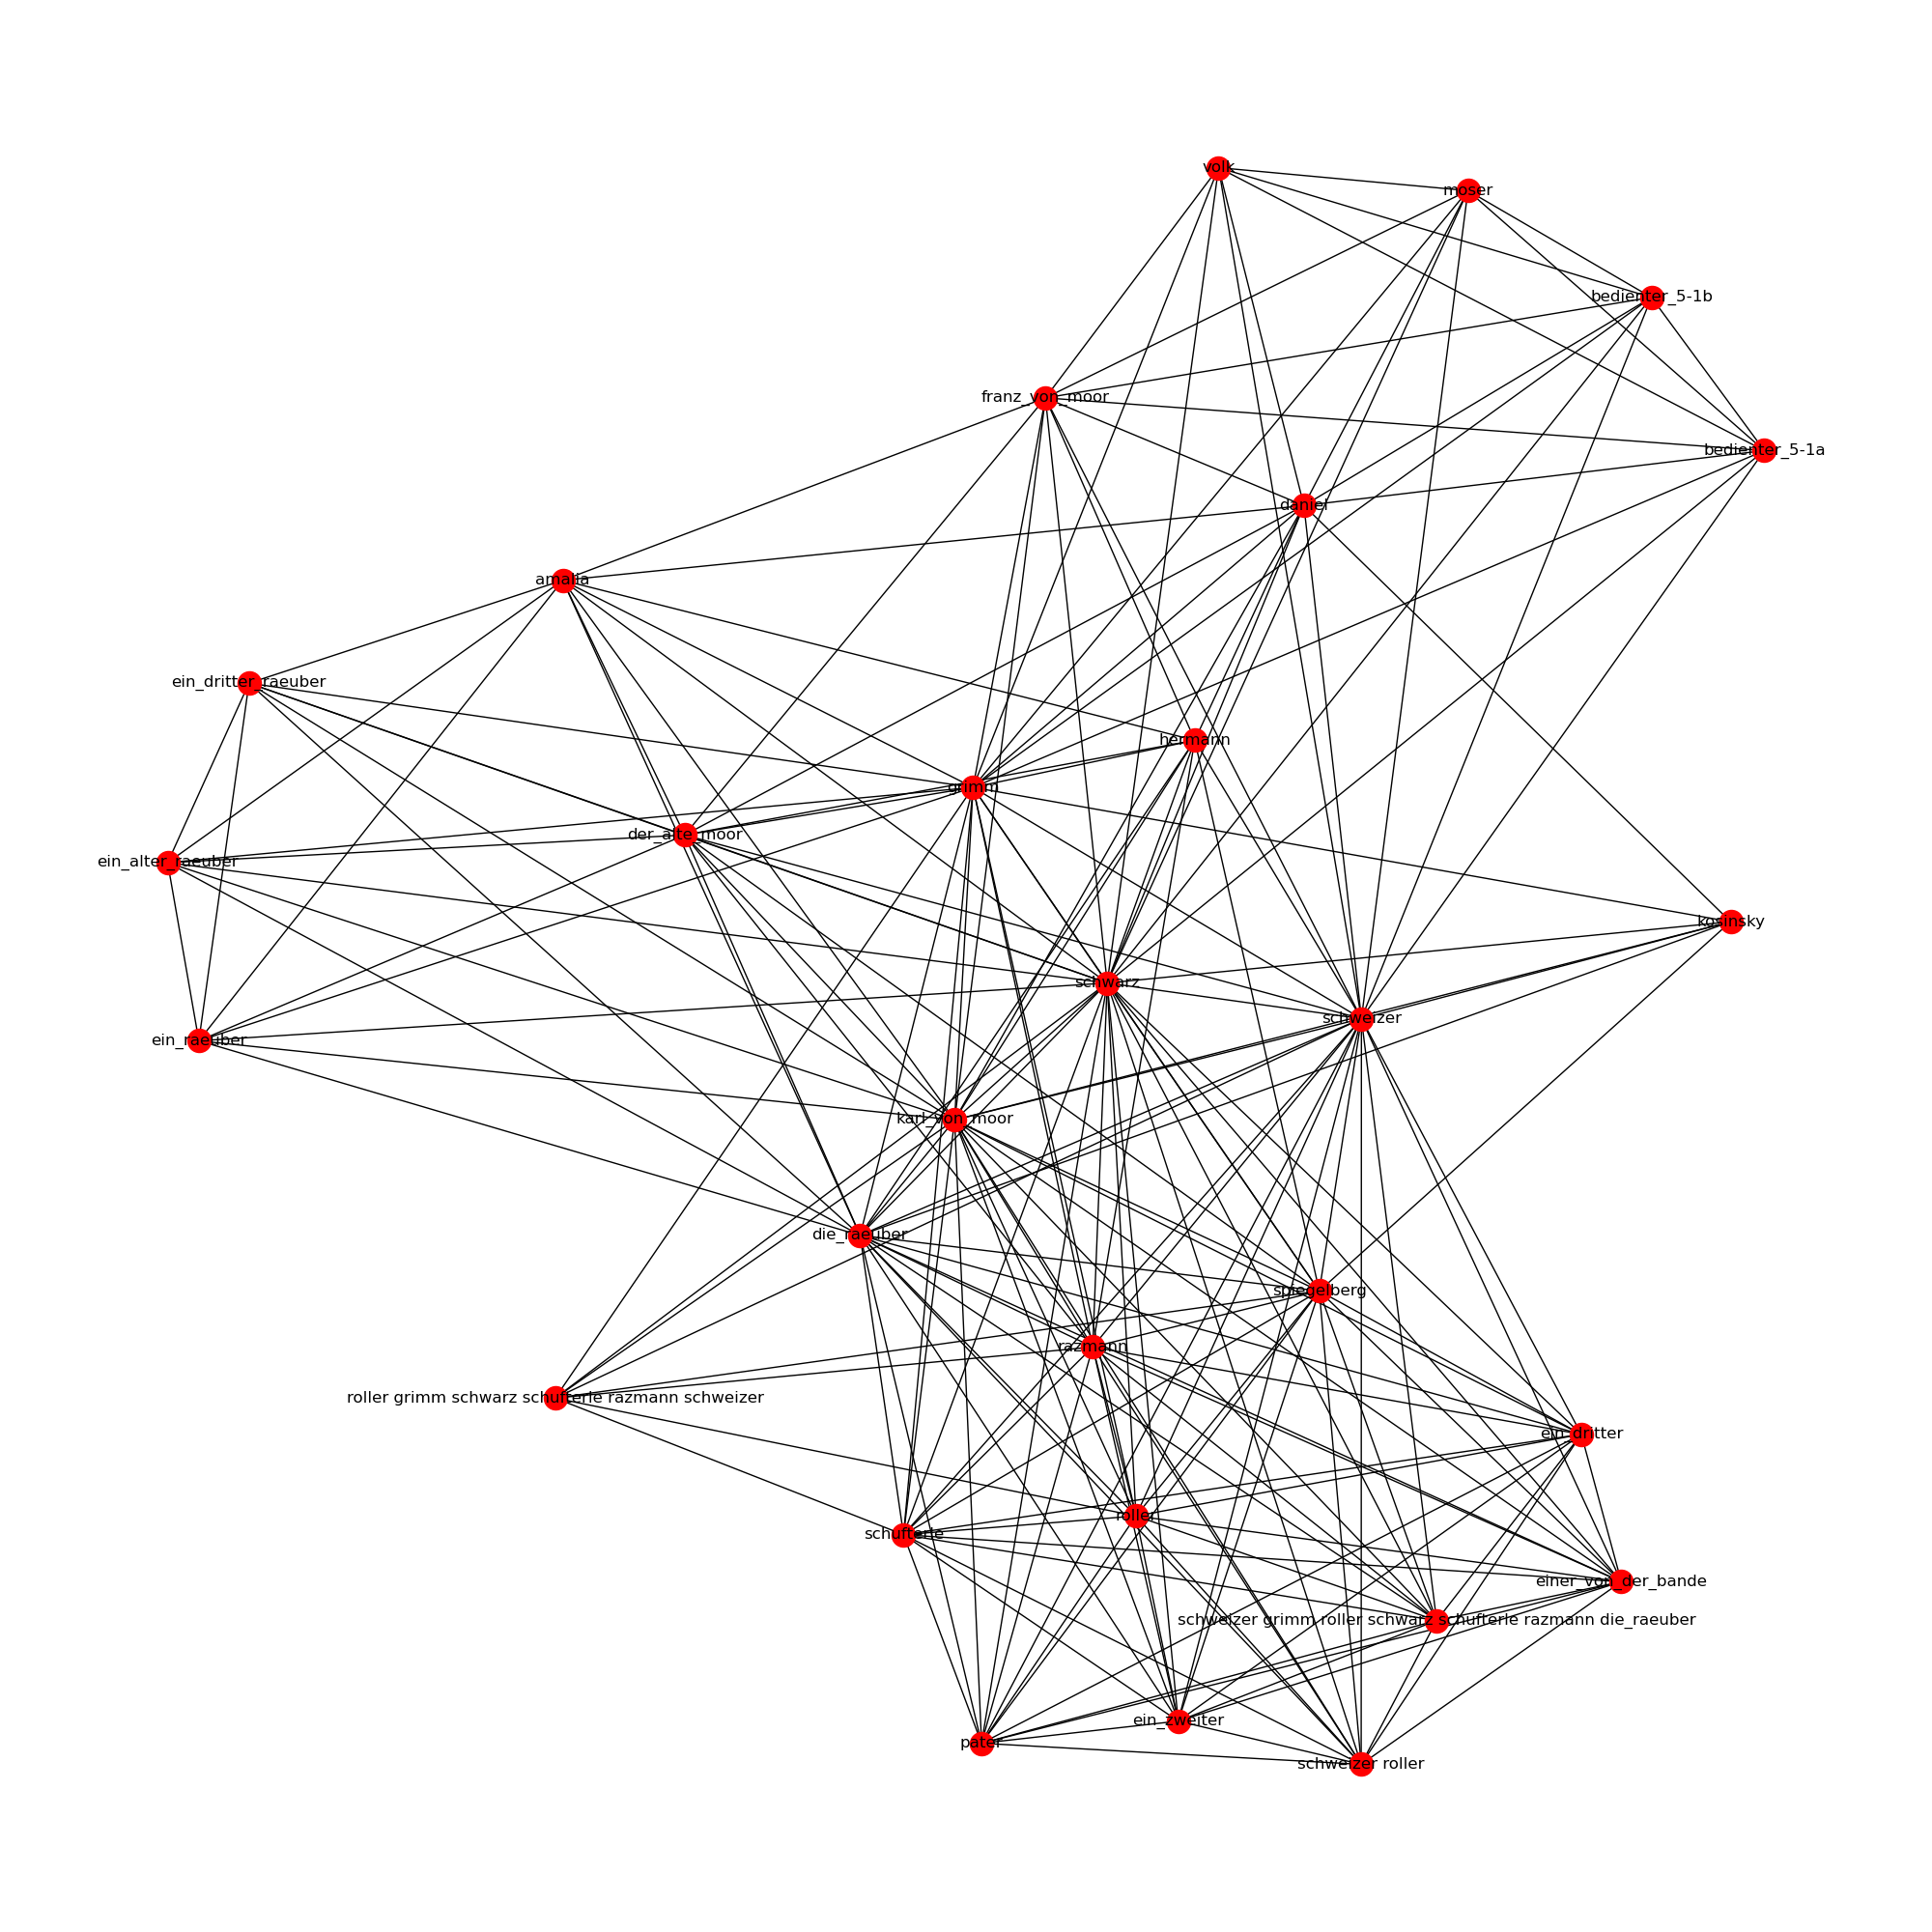 volk
moser
bedienter_5-1b
franz_von_moor
bedienter_5-1a
daniel
amalia
ein_dritter_raeuber
hermann
grimm
der_alte_moor
ein_alter_raeuber
kosinsky
schwarz
schweizer
ein_raeuber
karl_von_moor
die_raeuber
spiegelberg
razmann
roller grimm schwarz schufterle razmann schweizer
ein_dritter
roller
schufterle
einer_von_der_bande
schweizer grimm roller schwarz schufterle razmann die_raeuber
ein_zweiter
pater
schweizer roller